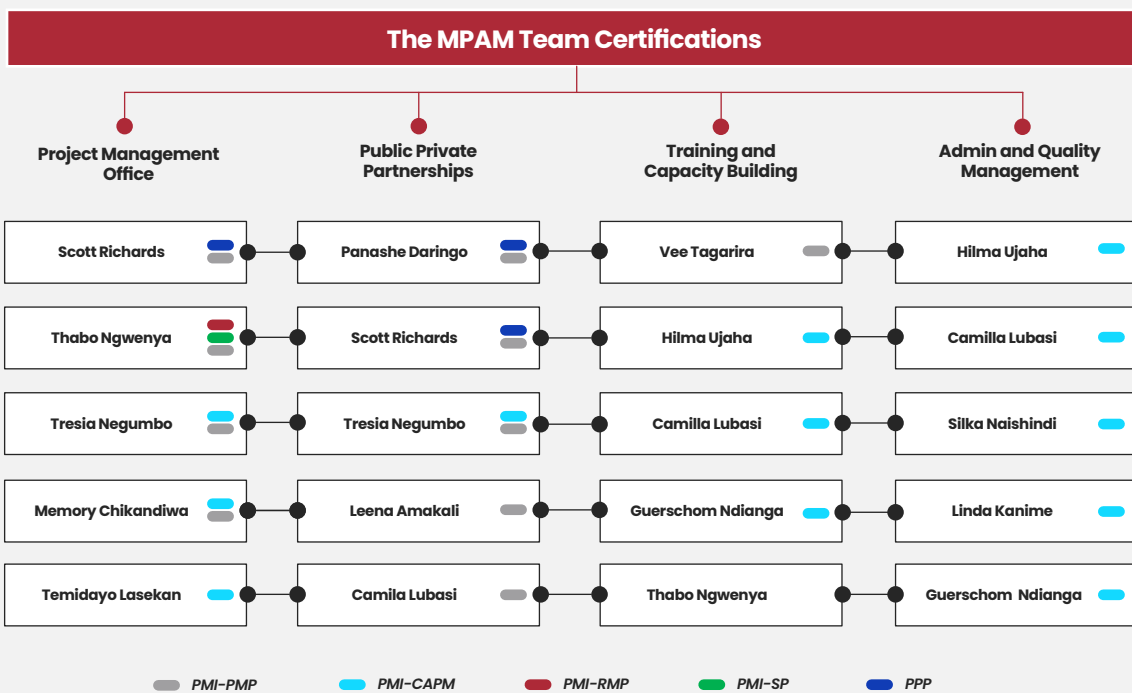 The MPAM Team Certifications
Project Management
Office
Public Private
Partnerships
Training and
Capacity Building
Admin and Quality
Management
Scott Richards
Panashe Daringo
Vee Tagarira
Hilma Ujaha
Thabo Ngwenya
Scott Richards
Hilma Ujaha
Camilla Lubasi
Tresia Negumbo
Tresia Negumbo
Camilla Lubasi
Silka Naishindi
Memory Chikandiwa
Leena Amakali
Guerschom Ndianga
Linda Kanime
Temidayo Lasekan
Camila Lubasi
Thabo Ngwenya
Guerschom Ndianga
PMI-PMP
PMI-CAPM
PMI-RMP
PMI-SP
PPP